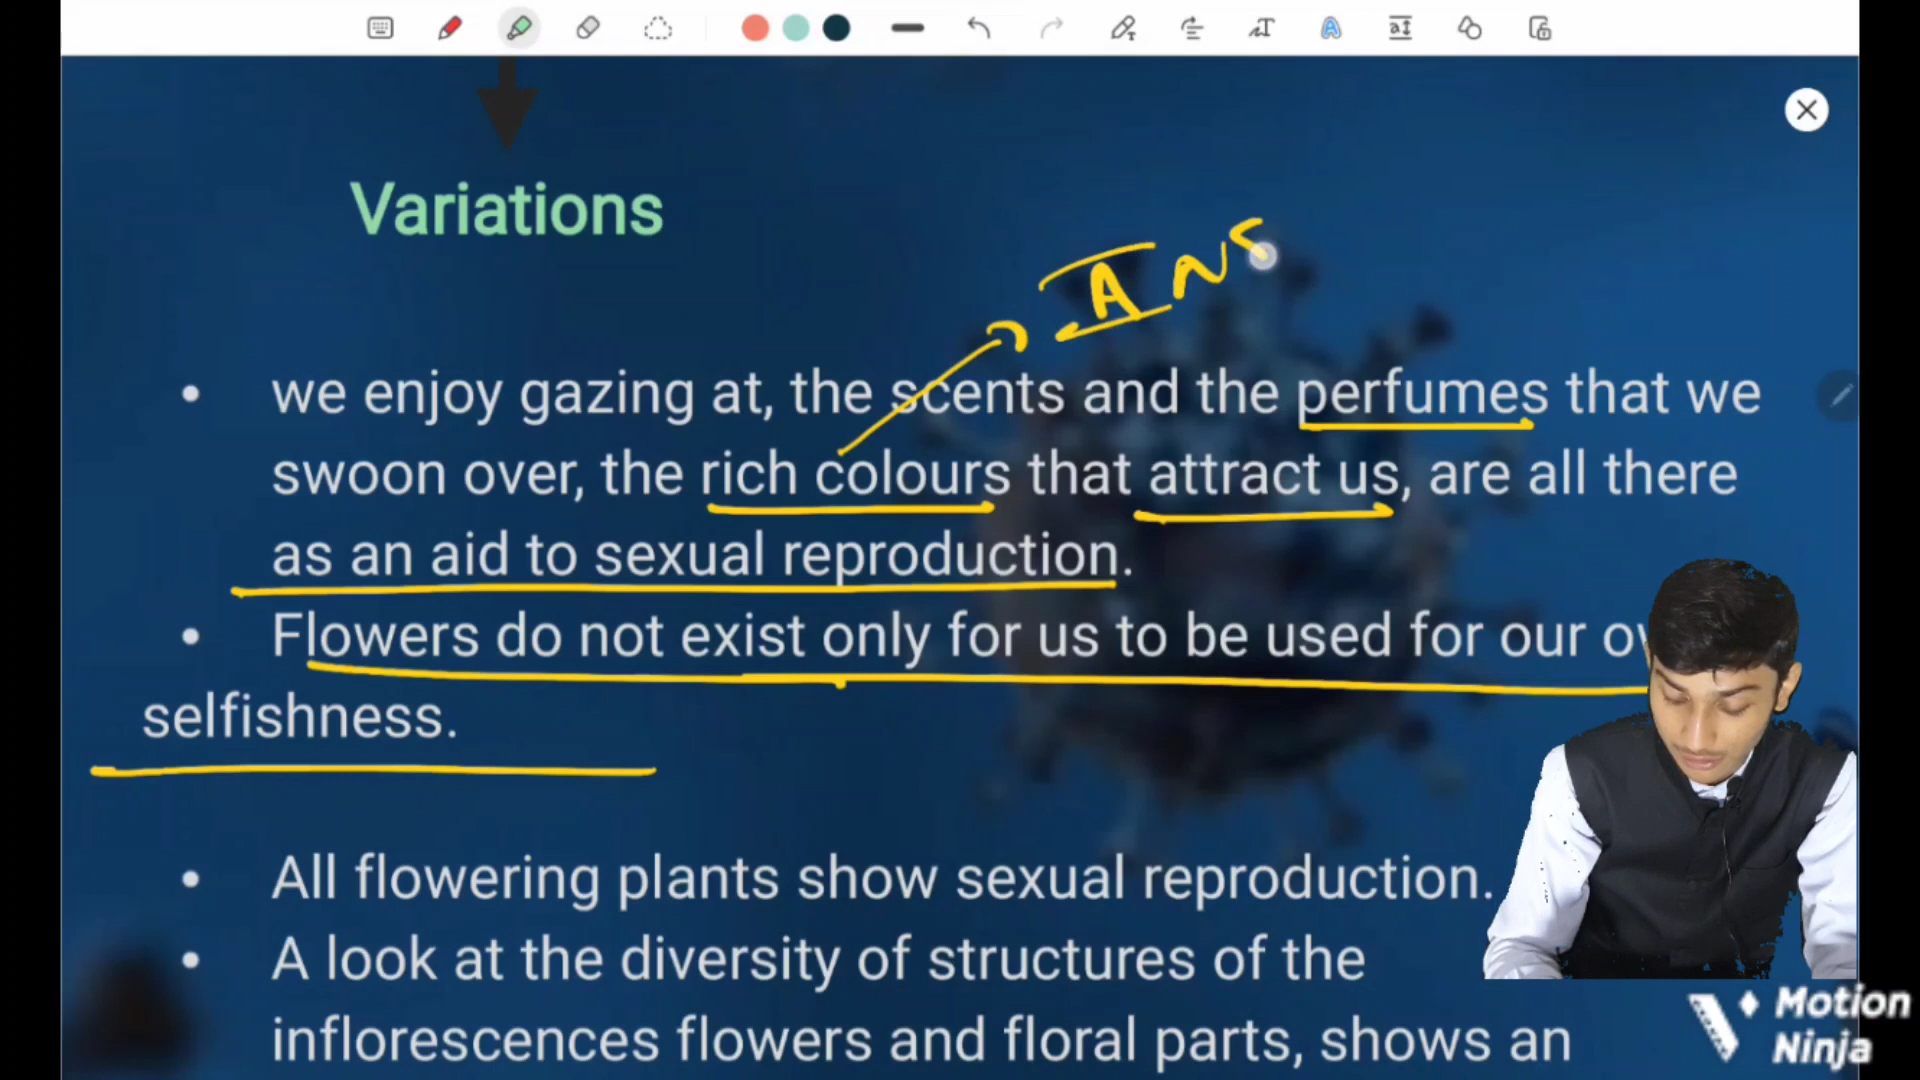 Variations
Ans
• we enjoy gazing at, the scents and the perfumes that we
swoon over, the rich colours that attract us, are all there
as an aid to sexual reproduction.
• Flowers do not exist only for us to be used for our
selfishness.
• All flowering plants show sexual reproduction.
• A look at the diversity of structures of the
inflorescences flowers and floral parts, shows an
Motion
Ninja